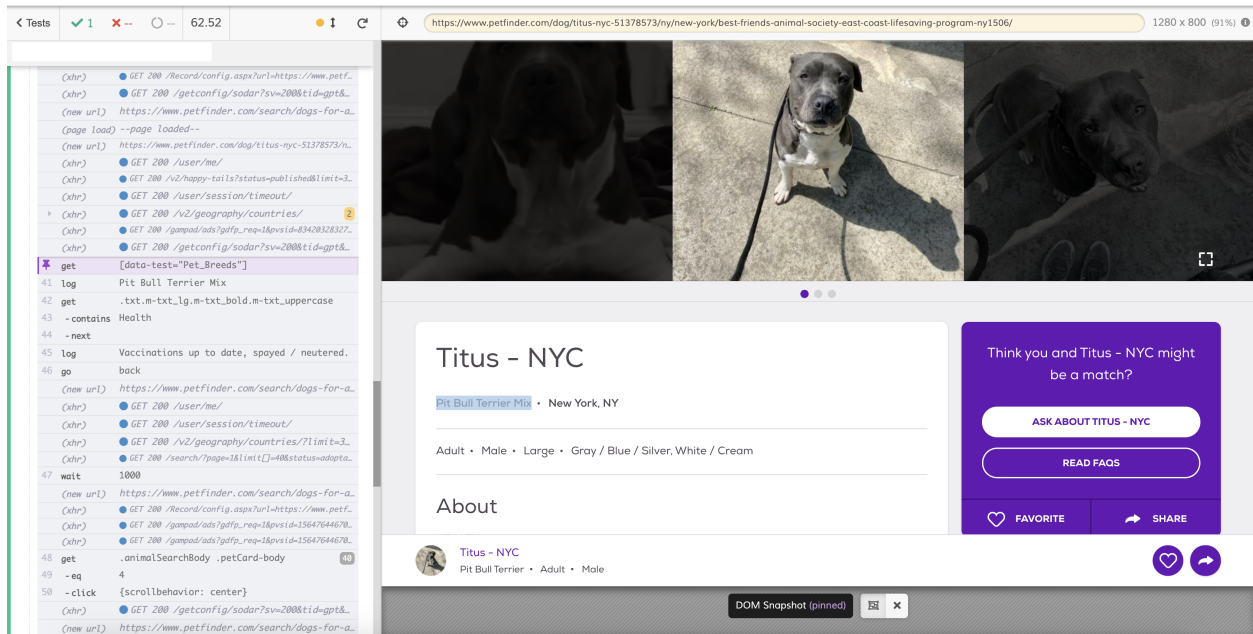 Tests
1
--
--
62.52
https://www.petfinder.com/dog/titus-nyc-51378573/ny/new-york/best-friends-animal-society-east-coast-lifesaving-program-ny1506/
1280 x 800 (91%)
(xhr) GET 200 /Record/config.aspx?url=https://www.petf…
(xhr) GET 200 /getconfig/sodar?sv=200&tid=gpt&…
(new url) https://www.petfinder.com/search/dogs-for-a…
(page load) --page loaded--
(new url) https://www.petfinder.com/dog/titus-nyc-51378573/n…
(xhr) GET 200 /user/me/
(xhr) GET 200 /v2/happy-tails?status=published&limit=3…
(xhr) GET 200 /user/session/timeout/
(xhr) GET 200 /v2/geography/countries/ 2
(xhr) GET 200 /gampad/ads?gdfp_req=1&pvsid=83420328327…
(xhr) GET 200 /getconfig/sodar?sv=200&tid=gpt&…
get [data-test="Pet_Breeds"]
41 log Pit Bull Terrier Mix
42 get .txt.m-txt_lg.m-txt_bold.m-txt_uppercase
43 -contains Health
44 -next
45 log Vaccinations up to date, spayed / neutered.
46 go back
(new url) https://www.petfinder.com/search/dogs-for-a…
(xhr) GET 200 /user/me/
(xhr) GET 200 /user/session/timeout/
(xhr) GET 200 /v2/geography/countries/?limit=3…
(xhr) GET 200 /search/?page=1&limit[]=40&status=adopta…
47 wait 1000
(new url) https://www.petfinder.com/search/dogs-for-a…
(xhr) GET 200 /Record/config.aspx?url=https://www.petf…
(xhr) GET 200 /gampad/ads?gdfp_req=1&pvsid=15647644670…
(xhr) GET 200 /gampad/ads?gdfp_req=1&pvsid=15647644670…
48 get .animalSearchBody .petCard-body 40
49 -eq 4
50 -click {scrollbehavior: center}
(xhr) GET 200 /getconfig/sodar?sv=200&tid=gpt&…
(new url) https://www.petfinder.com/search/dogs-for-a…
Titus - NYC
Pit Bull Terrier Mix • New York, NY
Adult • Male • Large • Gray / Blue / Silver, White / Cream
About
Think you and Titus - NYC might
be a match?
ASK ABOUT TITUS - NYC
READ FAQS
FAVORITE
SHARE
Titus - NYC
Pit Bull Terrier • Adult • Male
DOM Snapshot (pinned)